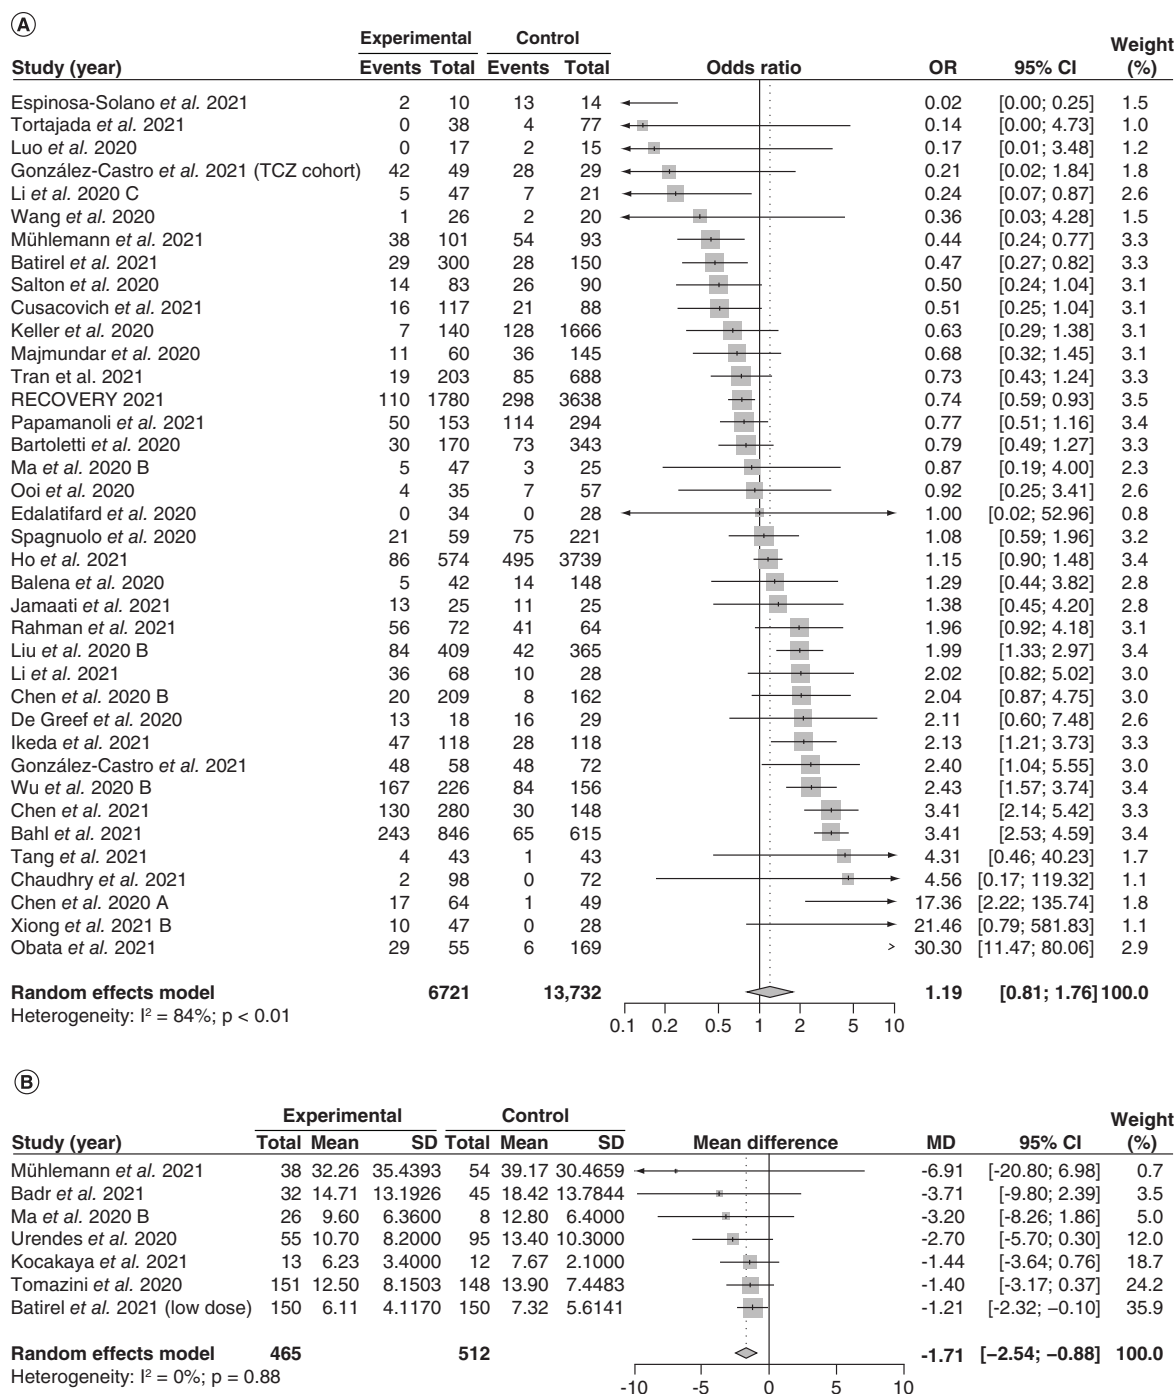 A
Experimental Control Weight
Study (year) Events Total Events Total Odds ratio OR 95% CI (%)
Espinosa-Solano et al. 2021 2 10 13 14 0.02 [0.00; 0.25] 1.5
Tortajada et al. 2021 0 38 4 77 0.14 [0.00; 4.73] 1.0
Luo et al. 2020 0 17 2 15 0.17 [0.01; 3.48] 1.2
González-Castro et al. 2021 (TCZ cohort) 42 49 28 29 0.21 [0.02; 1.84] 1.8
Li et al. 2020 C 5 47 7 21 0.24 [0.07; 0.87] 2.6
Wang et al. 2020 1 26 2 20 0.36 [0.03; 4.28] 1.5
Mühlemann et al. 2021 38 101 54 93 0.44 [0.24; 0.77] 3.3
Batirel et al. 2021 29 300 28 150 0.47 [0.27; 0.82] 3.3
Salton et al. 2020 14 83 26 90 0.50 [0.24; 1.04] 3.1
Cusacovich et al. 2021 16 117 21 88 0.51 [0.25; 1.04] 3.1
Keller et al. 2020 7 140 128 1666 0.63 [0.29; 1.38] 3.1
Majmundar et al. 2020 11 60 36 145 0.68 [0.32; 1.45] 3.1
Tran et al. 2021 19 203 85 688 0.73 [0.43; 1.24] 3.3
RECOVERY 2021 110 1780 298 3638 0.74 [0.59; 0.93] 3.5
Papamanoli et al. 2021 50 153 114 294 0.77 [0.51; 1.16] 3.4
Bartoletti et al. 2020 30 170 73 343 0.79 [0.49; 1.27] 3.3
Ma et al. 2020 B 5 47 3 25 0.87 [0.19; 4.00] 2.3
Ooi et al. 2020 4 35 7 57 0.92 [0.25; 3.41] 2.6
Edalatifard et al. 2020 0 34 0 28 1.00 [0.02; 52.96] 0.8
Spagnuolo et al. 2020 21 59 75 221 1.08 [0.59; 1.96] 3.2
Ho et al. 2021 86 574 495 3739 1.15 [0.90; 1.48] 3.4
Balena et al. 2020 5 42 14 148 1.29 [0.44; 3.82] 2.8
Jamaati et al. 2021 13 25 11 25 1.38 [0.45; 4.20] 2.8
Rahman et al. 2021 56 72 41 64 1.96 [0.92; 4.18] 3.1
Liu et al. 2020 B 84 409 42 365 1.99 [1.33; 2.97] 3.4
Li et al. 2021 36 68 10 28 2.02 [0.82; 5.02] 3.0
Chen et al. 2020 B 20 209 8 162 2.04 [0.87; 4.75] 3.0
De Greef et al. 2020 13 18 16 29 2.11 [0.60; 7.48] 2.6
Ikeda et al. 2021 47 118 28 118 2.13 [1.21; 3.73] 3.3
González-Castro et al. 2021 48 58 48 72 2.40 [1.04; 5.55] 3.0
Wu et al. 2020 B 167 226 84 156 2.43 [1.57; 3.74] 3.4
Chen et al. 2021 130 280 30 148 3.41 [2.14; 5.42] 3.3
Bahl et al. 2021 243 846 65 615 3.41 [2.53; 4.59] 3.4
Tang et al. 2021 4 43 1 43 4.31 [0.46; 40.23] 1.7
Chaudhry et al. 2021 2 98 0 72 4.56 [0.17; 119.32] 1.1
Chen et al. 2020 A 17 64 1 49 17.36 [2.22; 135.74] 1.8
Xiong et al. 2021 B 10 47 0 28 21.46 [0.79; 581.83] 1.1
Obata et al. 2021 29 55 6 169 30.30 [11.47; 80.06] 2.9
Random effects model 6721 13,732 1.19 [0.81; 1.76] 100.0
Heterogeneity: I² = 84%; p < 0.01
0.1 0.2 0.5 1 2 5 10
B
Experimental Control Weight
Study (year) Total Mean SD Total Mean SD Mean difference MD 95% CI (%)
Mühlemann et al. 2021 38 32.26 35.4393 54 39.17 30.4659 -6.91 [-20.80; 6.98] 0.7
Badr et al. 2021 32 14.71 13.1926 45 18.42 13.7844 -3.71 [-9.80; 2.39] 3.5
Ma et al. 2020 B 26 9.60 6.3600 8 12.80 6.4000 -3.20 [-8.26; 1.86] 5.0
Urendes et al. 2020 55 10.70 8.2000 95 13.40 10.3000 -2.70 [-5.70; 0.30] 12.0
Kocakaya et al. 2021 13 6.23 3.4000 12 7.67 2.1000 -1.44 [-3.64; 0.76] 18.7
Tomazini et al. 2020 151 12.50 8.1503 148 13.90 7.4483 -1.40 [-3.17; 0.37] 24.2
Batirel et al. 2021 (low dose) 150 6.11 4.1170 150 7.32 5.6141 -1.21 [-2.32; −0.10] 35.9
Random effects model 465 512 -1.71 [−2.54; −0.88] 100.0
Heterogeneity: I² = 0%; p = 0.88
-10 -5 0 5 10